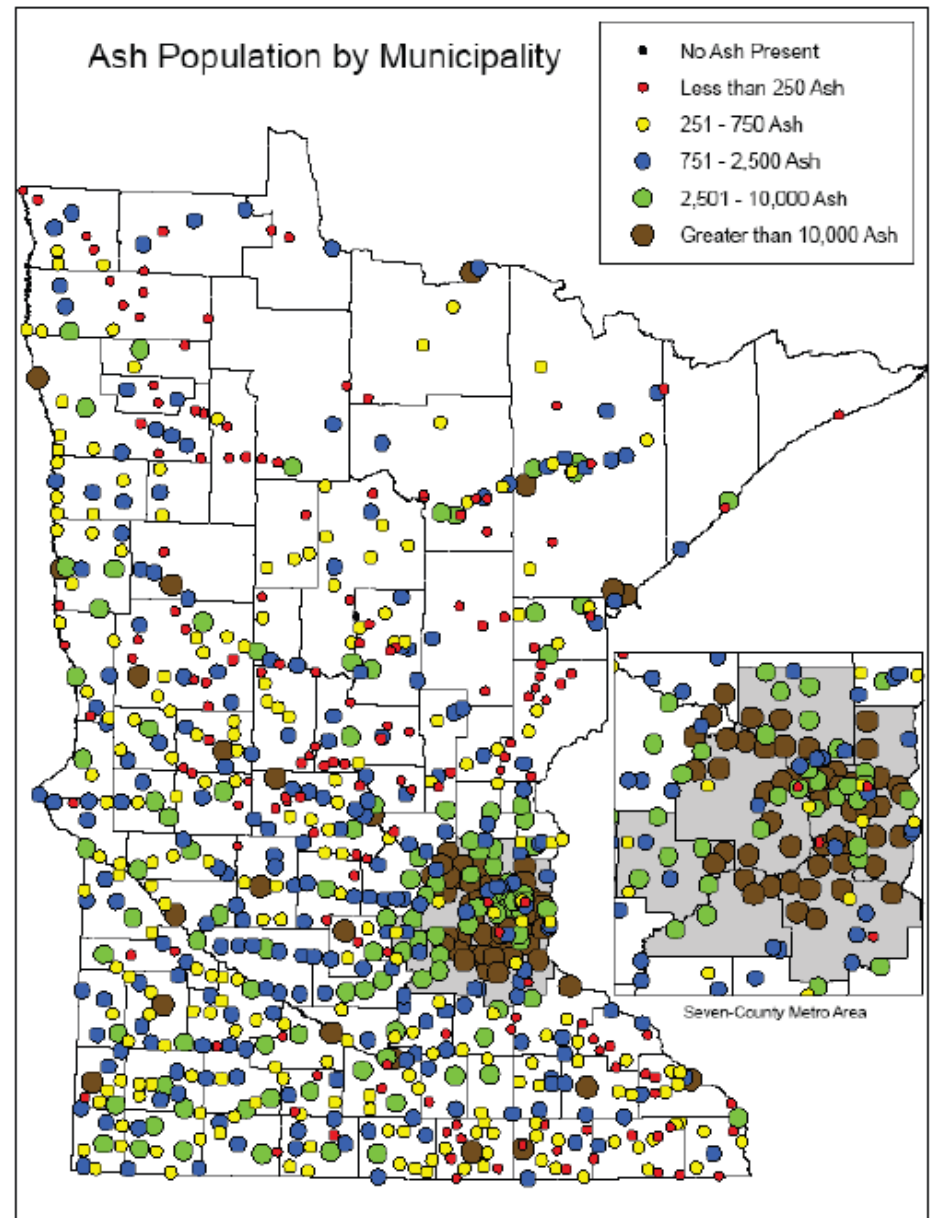 Ash Population by Municipality
No Ash Present
Less than 250 Ash
251 - 750 Ash
751 - 2,500 Ash
2,501 - 10,000 Ash
Greater than 10,000 Ash
Seven-County Metro Area